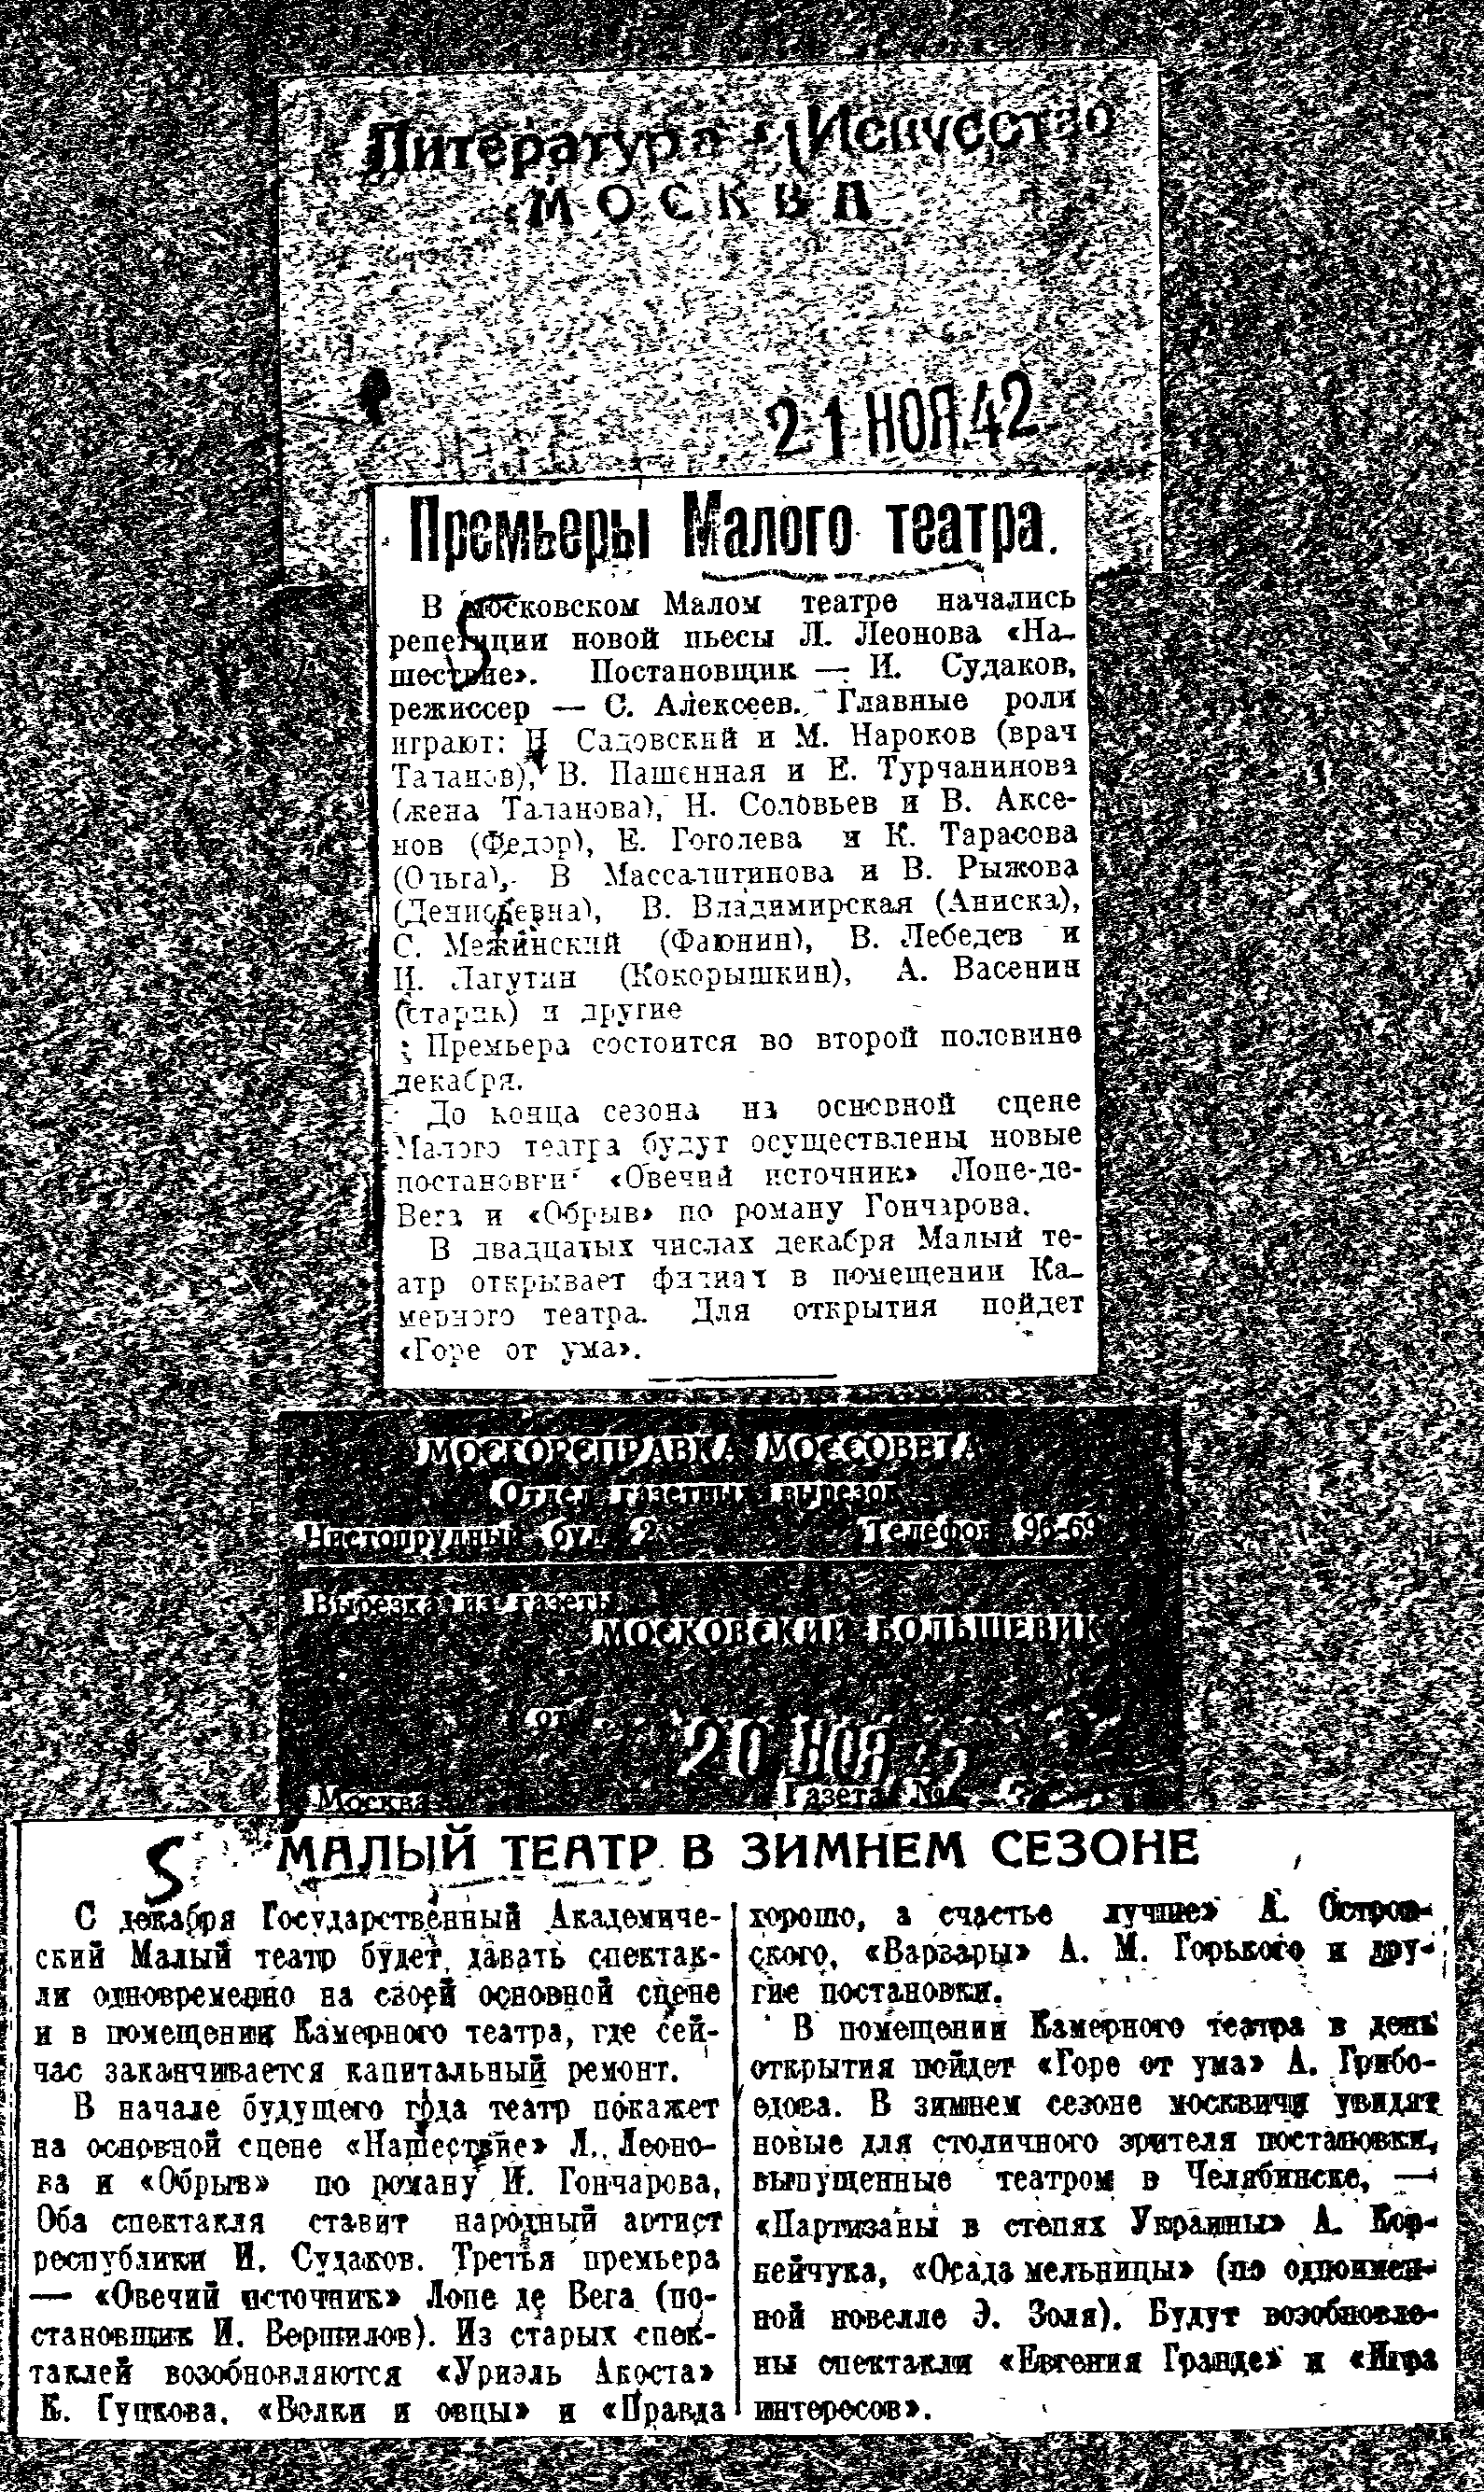 Литература и Искусство
МОСКВА
21 НОЯ.42
Премьеры Малого театра.
В Московском Малом театре начались
репетиции новой пьесы Л. Леонова «На-
шествие». Постановщик — И. Судаков,
режиссер — С. Алексеев. Главные роли
играют: Садовский и М. Нароков (врач
Таланов), В. Пашенная и Е. Турчанинова
(жена Таланова), Н. Соловьев и В. Аксе-
нов (Федор), Е. Гоголева и К. Тарасова
(Ольга), В Массалитинова и В. Рыжова
(Демидьевна), В. Владимирская (Аниска),
С. Межинский (Фаюнин), В. Лебедев и
Н. Лагутин (Кокорышкин), А. Васенин
(старик) и другие
Премьера состоится во второй половине
декабря.
До конца сезона на основной сцене
Малого театра будут осуществлены новые
постановки «Овечий источник» Лопе-де-
Вега и «Обрыв» по роману Гончарова.
В двадцатых числах декабря Малый те-
атр открывает филиал в помещении Ка-
мерного театра. Для открытия пойдет
«Горе от ума».
МОСГОРСПРАВКА МОССОВЕТА
Отдел газетных вырезок
Чистопрудный бул 2 Телефон 96-69
Вырезка из газеты
МОСКОВСКИЙ БОЛЬШЕВИК
от 20 НОЯ 42
Москва Газета №
5 МАЛЫЙ ТЕАТР В ЗИМНЕМ СЕЗОНЕ
С декабря Государственный Академиче-
ский Малый театр будет давать спектак-
ли одновременно на своей основной сцене
и в помещении Камерного театра, где сей-
час заканчивается капитальный ремонт.
В начале будущего года театр покажет
на основной сцене «Нашествие» Л. Леоно-
ва и «Обрыв» по роману И. Гончарова.
Оба спектакля ставит народный артист
республики И. Судаков. Третья премьера
— «Овечий источник» Лопе де Вега (по-
становщик И. Вершилов). Из старых спек-
таклей возобновляются «Уриэль Акоста»
К. Гуцкова, «Волки и овцы» и «Правда
хорошо, а счастье лучше» А. Остров-
ского, «Варвары» А. М. Горького и дру-
гие постановки.
В помещении Камерного театра в день
открытия пойдет «Горе от ума» А. Грибо-
едова. В зимнем сезоне москвичи увидят
новые для столичного зрителя постановки,
выпущенные театром в Челябинске, —
«Партизаны в степях Украины» А. Кор-
нейчука, «Осада мельницы» (по одноимен-
ной новелле Э. Золя). Будут возобновле-
ны спектакли «Евгения Гранде» и «Игра
интересов».